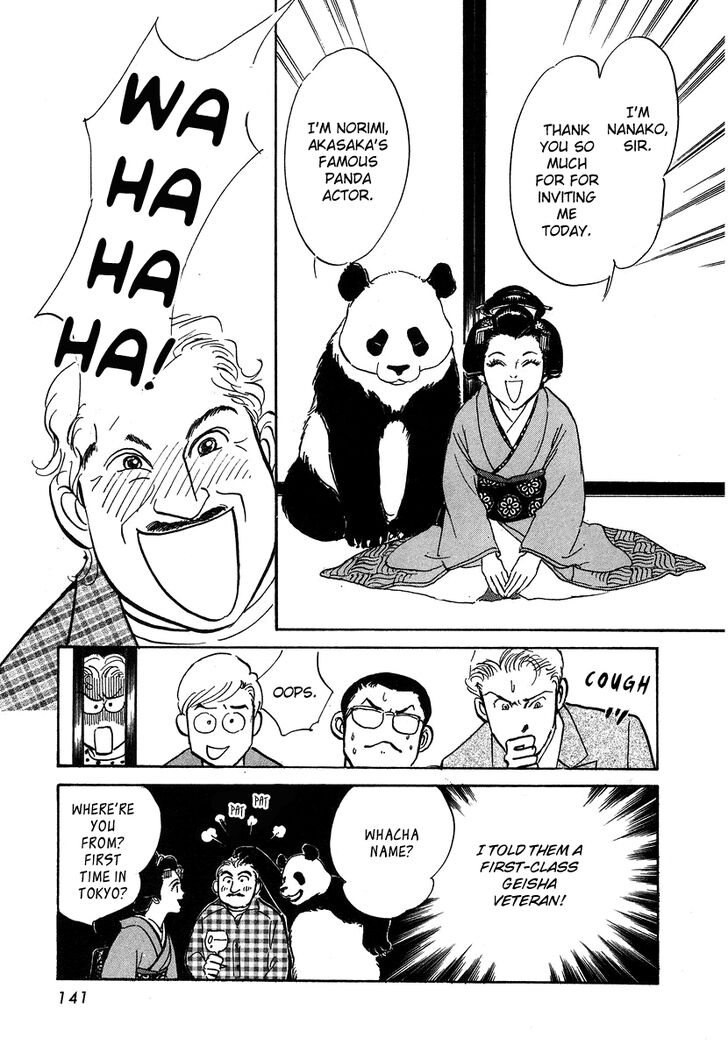 I'M
NANAKO,
SIR.
THANK
YOU SO
MUCH
FOR FOR
INVITING
ME
TODAY.
I'M NORIMI,
AKASAKA'S
FAMOUS
PANDA
ACTOR.
WA
HA
HA
HA!
COUGH
OOPS.
I TOLD THEM A
FIRST-CLASS
GEISHA
VETERAN!
WHACHA
NAME?
PAT
PAT
WHERE'RE
YOU
FROM?
FIRST
TIME IN
TOKYO?
141